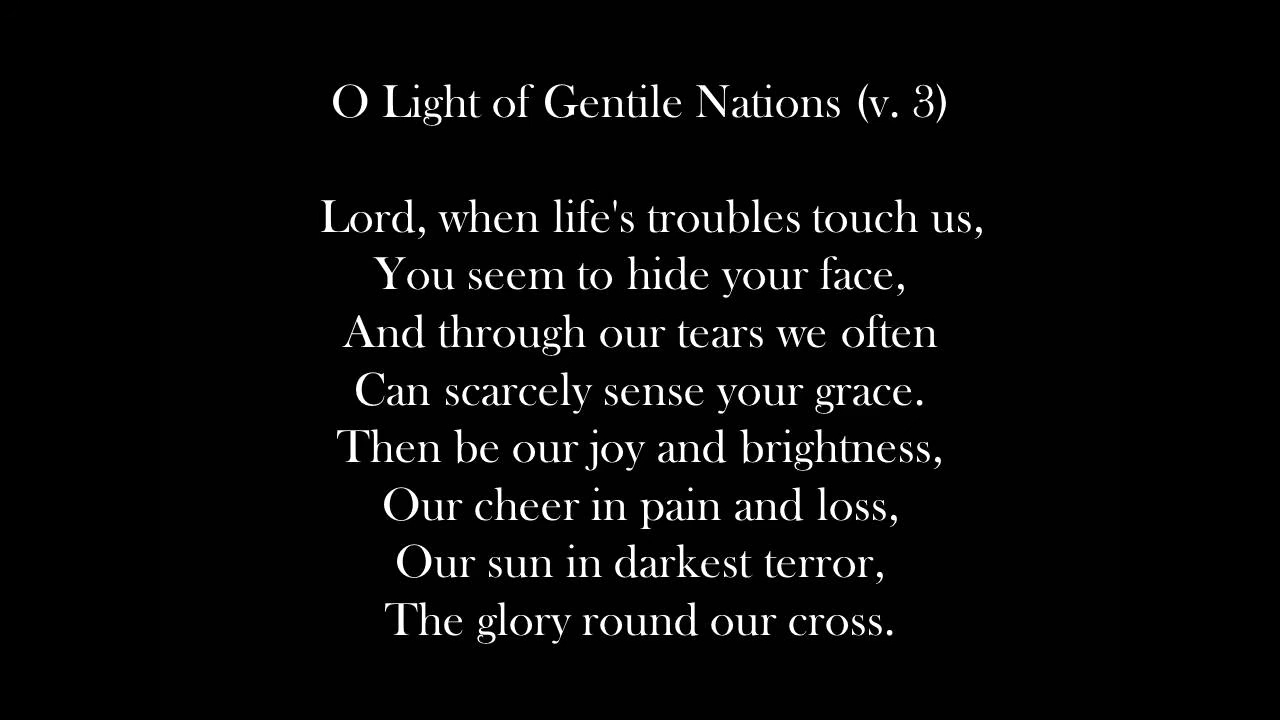 O Light of Gentile Nations (v. 3)
Lord, when life's troubles touch us,
You seem to hide your face,
And through our tears we often
Can scarcely sense your grace.
Then be our joy and brightness,
Our cheer in pain and loss,
Our sun in darkest terror,
The glory round our cross.